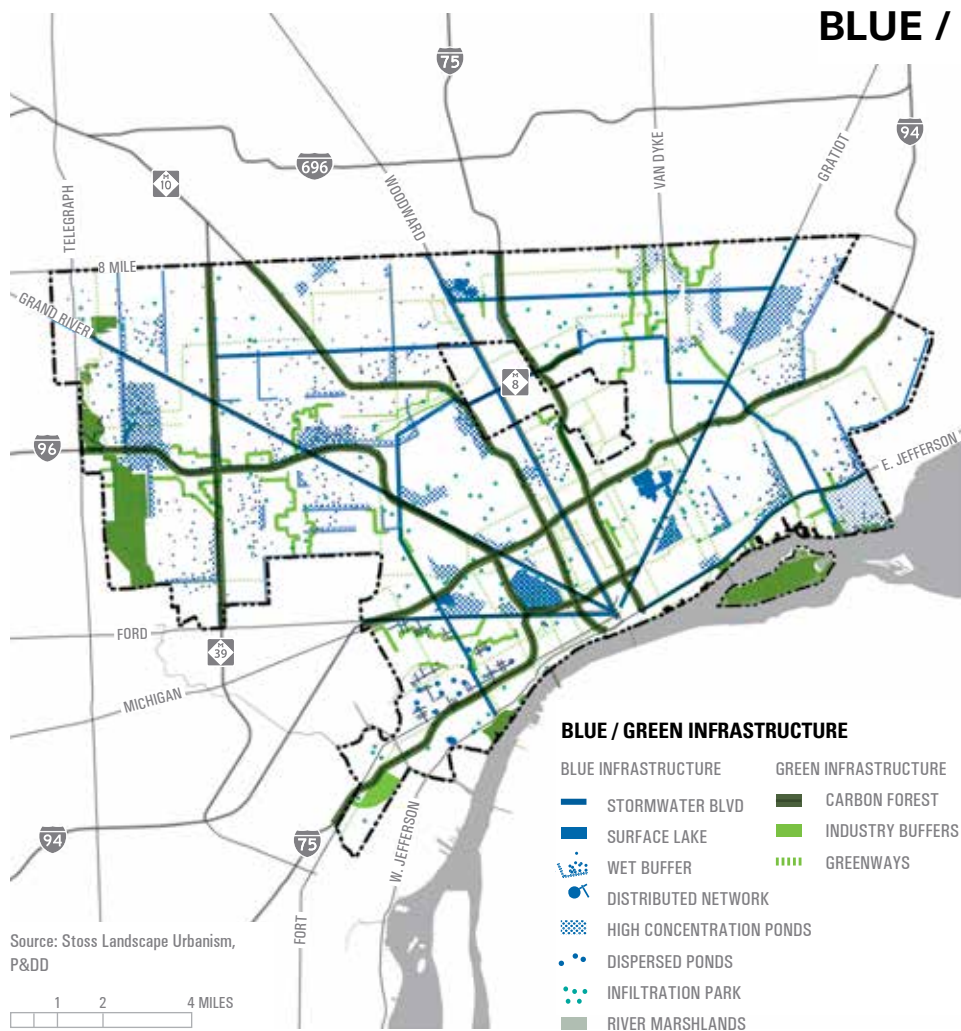 BLUE /
75
94
696
M
10
TELEGRAPH
WOODWARD
VAN DYKE
GRATIOT
8 MILE
GRAND RIVER
M
8
96
E. JEFFERSON
FORD
M
39
MICHIGAN
94
75
W. JEFFERSON
FORT
BLUE / GREEN INFRASTRUCTURE
BLUE INFRASTRUCTURE
STORMWATER BLVD
SURFACE LAKE
WET BUFFER
DISTRIBUTED NETWORK
HIGH CONCENTRATION PONDS
DISPERSED PONDS
INFILTRATION PARK
RIVER MARSHLANDS
GREEN INFRASTRUCTURE
CARBON FOREST
INDUSTRY BUFFERS
GREENWAYS
Source: Stoss Landscape Urbanism,
P&DD
1 2 4 MILES